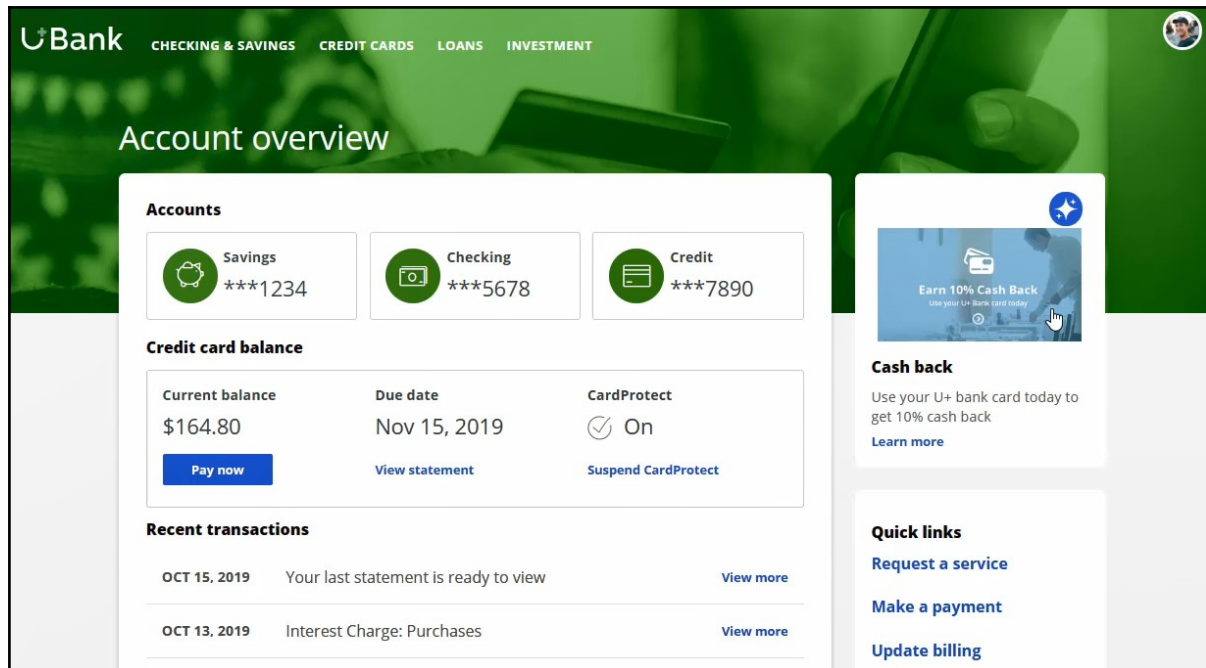 U+Bank
CHECKING & SAVINGS CREDIT CARDS LOANS INVESTMENT
Account overview
Accounts
Savings
***1234
Checking
***5678
Credit
***7890
Credit card balance
Current balance
$164.80
Pay now
Due date
Nov 15, 2019
View statement
CardProtect
On
Suspend CardProtect
Recent transactions
OCT 15, 2019 Your last statement is ready to view View more
OCT 13, 2019 Interest Charge: Purchases View more
Earn 10% Cash Back
Use your U+ Bank card today
Cash back
Use your U+ bank card today to
get 10% cash back
Learn more
Quick links
Request a service
Make a payment
Update billing